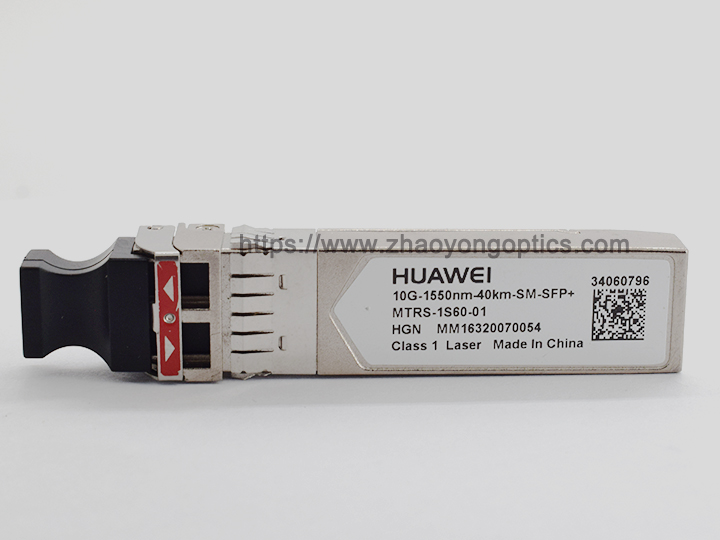 https://www.zhaoyongoptics.com/
HUAWEI
34060796
10G-1550nm-40km-SM-SFP+
MTRS-1S60-01
HGN MM16320070054
Class 1 Laser Made In China